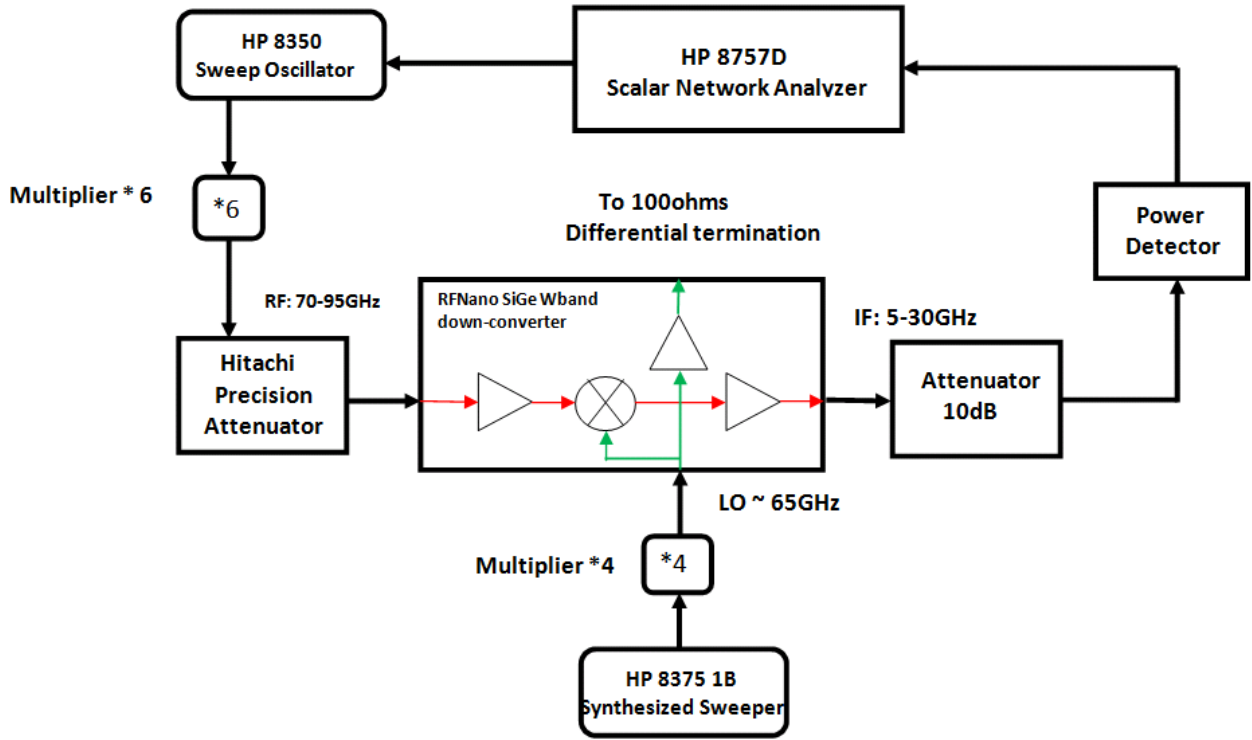 HP 8350
Sweep Oscillator
HP 8757D
Scalar Network Analyzer
Multiplier * 6
*6
To 100ohms
Differential termination
Power
Detector
RF: 70-95GHz
RFNano SiGe Wband
down-converter
IF: 5-30GHz
Hitachi
Precision
Attenuator
Attenuator
10dB
LO ~ 65GHz
Multiplier *4
*4
HP 8375 1B
Synthesized Sweeper